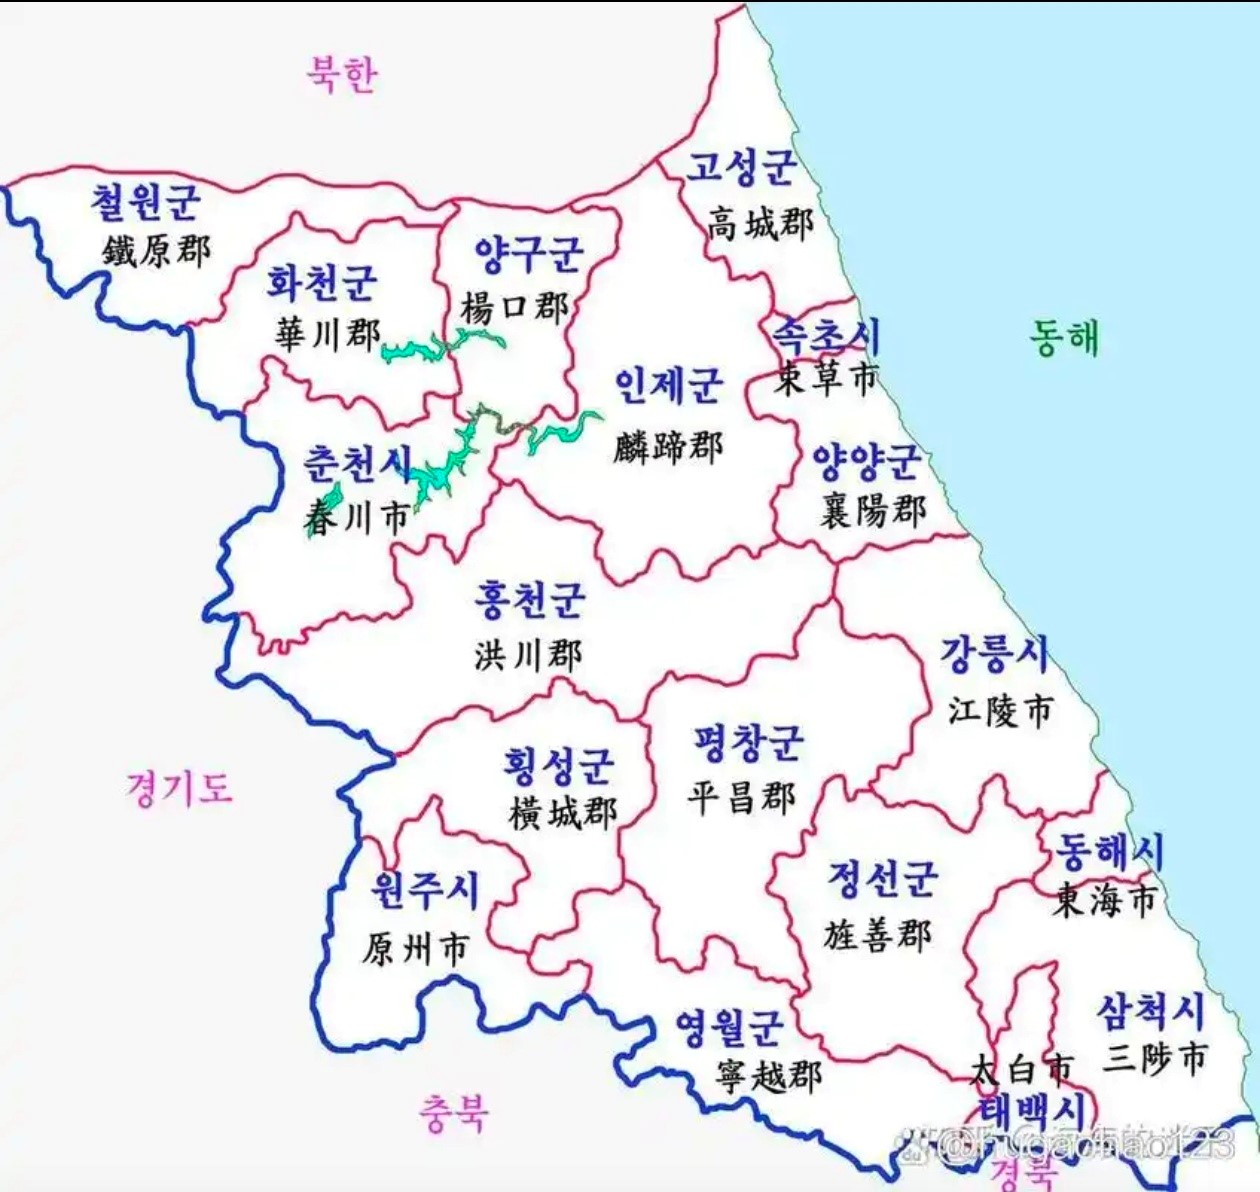 북한
고성군
高城郡
철원군
鐵原郡
양구군
楊口郡
화천군
華川郡
동해
속초시
束草市
인제군
麟蹄郡
양양군
襄陽郡
춘천시
春川市
홍천군
洪川郡
강릉시
江陵市
평창군
平昌郡
횡성군
橫城郡
경기도
동해시
東海市
정선군
旌善郡
원주시
原州市
삼척시
三陟市
영월군
寧越郡
太白市
태백시
충북
경북